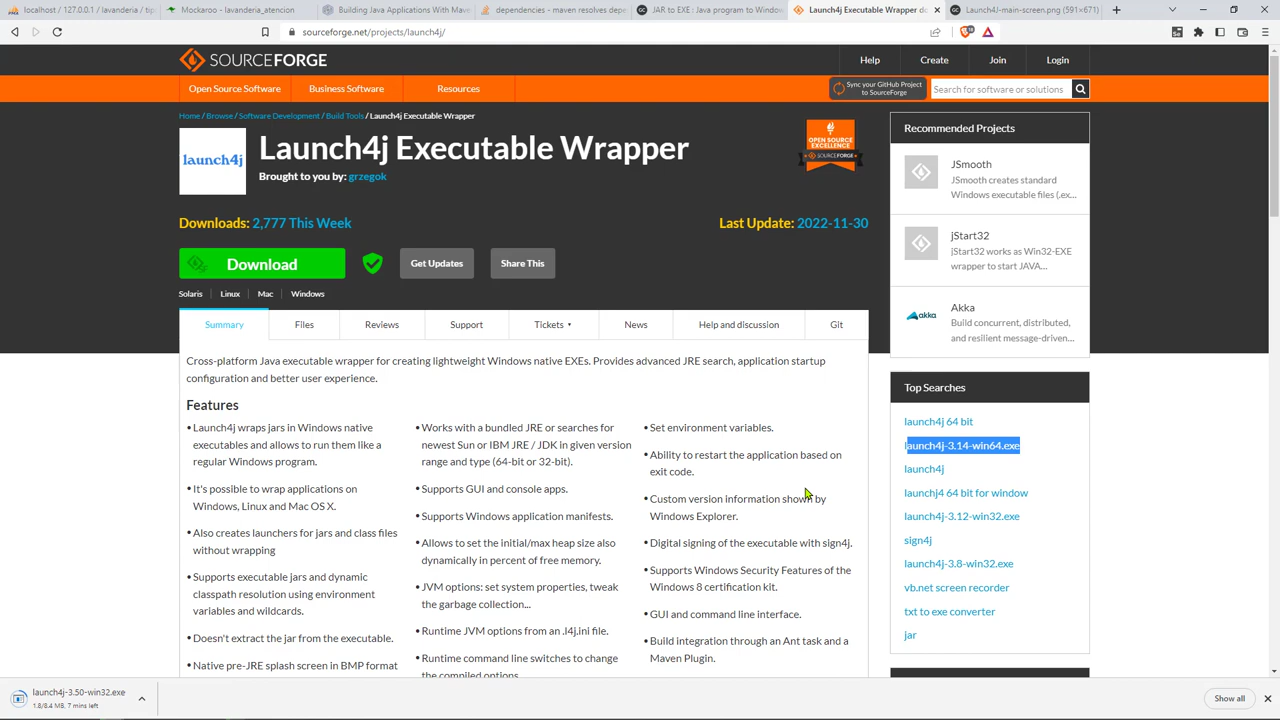 localhost / 127.0.0.1 / lavanderia / tip
Mockaroo - lavanderia_atencion
Building Java Applications With Mave
dependencies - maven resolves depe
JAR to EXE : Java program to Window
Launch4j Executable Wrapper do
Launch4J-main-screen.png (591×671)
sourceforge.net/projects/launch4j/
SOURCEFORGE
Help
Create
Join
Login
Open Source Software
Business Software
Resources
Sync your GitHub Project
to SourceForge
Search for software or solutions
Home / Browse / Software Development / Build Tools / Launch4j Executable Wrapper
launch4j
Launch4j Executable Wrapper
Brought to you by: grzegok
OPEN SOURCE
EXCELLENCE
SOURCEFORGE
Downloads: 2,777 This Week
Last Update: 2022-11-30
Download
Get Updates
Share This
Solaris
Linux
Mac
Windows
Summary
Files
Reviews
Support
Tickets
News
Help and discussion
Git
Cross-platform Java executable wrapper for creating lightweight Windows native EXEs. Provides advanced JRE search, application startup
configuration and better user experience.
Features
• Launch4j wraps jars in Windows native
executables and allows to run them like a
regular Windows program.
• It's possible to wrap applications on
Windows, Linux and Mac OS X.
• Also creates launchers for jars and class files
without wrapping
• Supports executable jars and dynamic
classpath resolution using environment
variables and wildcards.
• Doesn't extract the jar from the executable.
• Native pre-JRE splash screen in BMP format
• Works with a bundled JRE or searches for
newest Sun or IBM JRE / JDK in given version
range and type (64-bit or 32-bit).
• Supports GUI and console apps.
• Supports Windows application manifests.
• Allows to set the initial/max heap size also
dynamically in percent of free memory.
• JVM options: set system properties, tweak
the garbage collection...
• Runtime JVM options from an .l4j.ini file.
• Runtime command line switches to change
the compiled options.
• Set environment variables.
• Ability to restart the application based on
exit code.
• Custom version information shown by
Windows Explorer.
• Digital signing of the executable with sign4j.
• Supports Windows Security Features of the
Windows 8 certification kit.
• GUI and command line interface.
• Build integration through an Ant task and a
Maven Plugin.
Recommended Projects
JSmooth
JSmooth creates standard
Windows executable files (.ex...
jStart32
jStart32 works as Win32-EXE
wrapper to start JAVA...
akka
Akka
Build concurrent, distributed,
and resilient message-driven...
Top Searches
launch4j 64 bit
launch4j-3.14-win64.exe
launch4j
launchj4 64 bit for window
launch4j-3.12-win32.exe
sign4j
launch4j-3.8-win32.exe
vb.net screen recorder
txt to exe converter
jar
launch4j-3.50-win32.exe
1.8/8.4 MB, 7 mins left
Show all